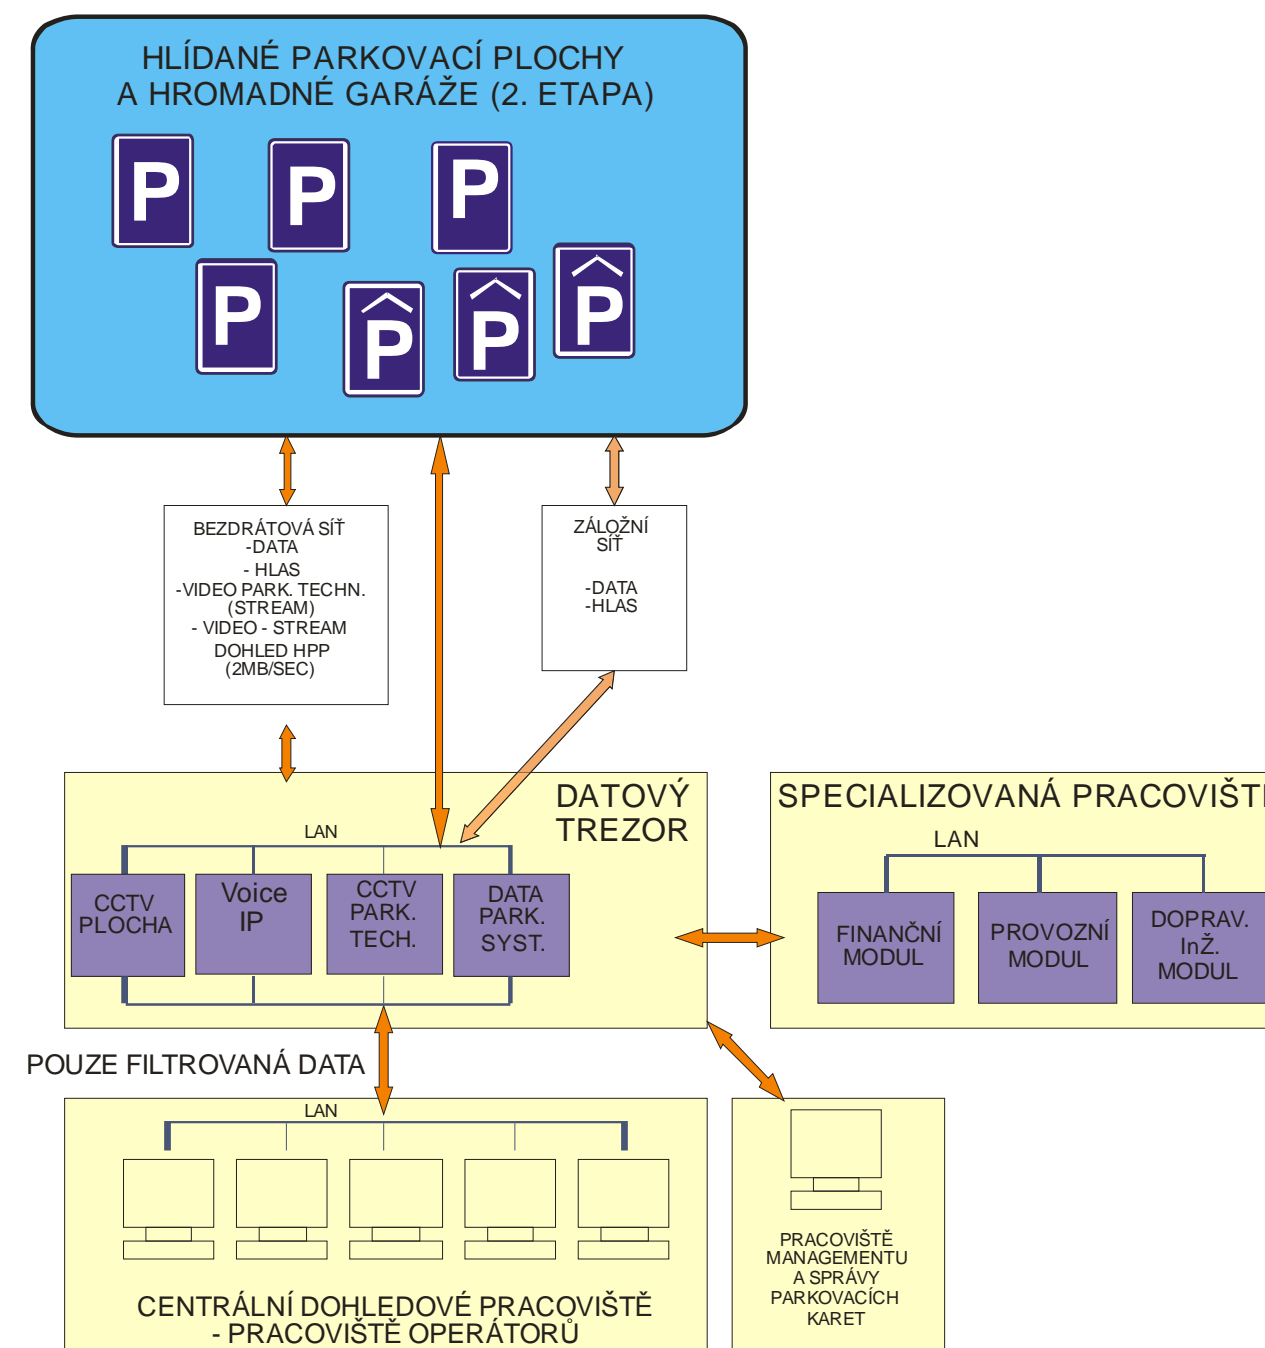 HLÍDANÉ PARKOVACÍ PLOCHY
A HROMADNÉ GARÁŽE (2. ETAPA)
P
P
P
P
P
P
P
BEZDRÁTOVÁ SÍŤ
-DATA
- HLAS
-VIDEO PARK. TECHN.
(STREAM)
- VIDEO - STREAM
DOHLED HPP
(2MB/SEC)
ZÁLOŽNÍ
SÍŤ
-DATA
-HLAS
DATOVÝ
TREZOR
LAN
CCTV
PLOCHA
Voice
IP
CCTV
PARK.
TECH.
DATA
PARK.
SYST.
SPECIALIZOVANÁ PRACOVIŠTĚ
LAN
FINANČNÍ
MODUL
PROVOZNÍ
MODUL
DOPRAV.
InŽ.
MODUL
POUZE FILTROVANÁ DATA
LAN
CENTRÁLNÍ DOHLEDOVÉ PRACOVIŠTĚ
- PRACOVIŠTĚ OPERÁTORŮ
PRACOVIŠTĚ
MANAGEMENTU
A SPRÁVY
PARKOVACÍCH
KARET